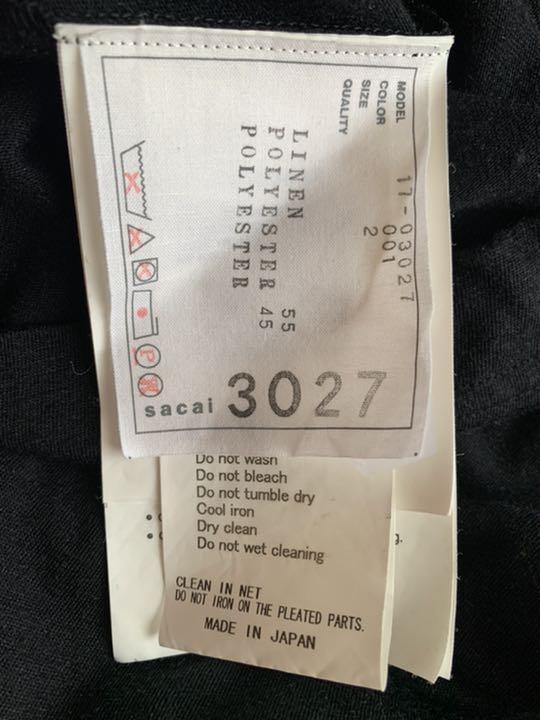 MODEL 17-03027
COLOR 001
SIZE 2
QUALITY
LINEN 55
POLYESTER 45
POLYESTER
P
W
sacai 3027
Do not wash
Do not bleach
Do not tumble dry
Cool iron
Dry clean
Do not wet cleaning
CLEAN IN NET
DO NOT IRON ON THE PLEATED PARTS.
MADE IN JAPAN